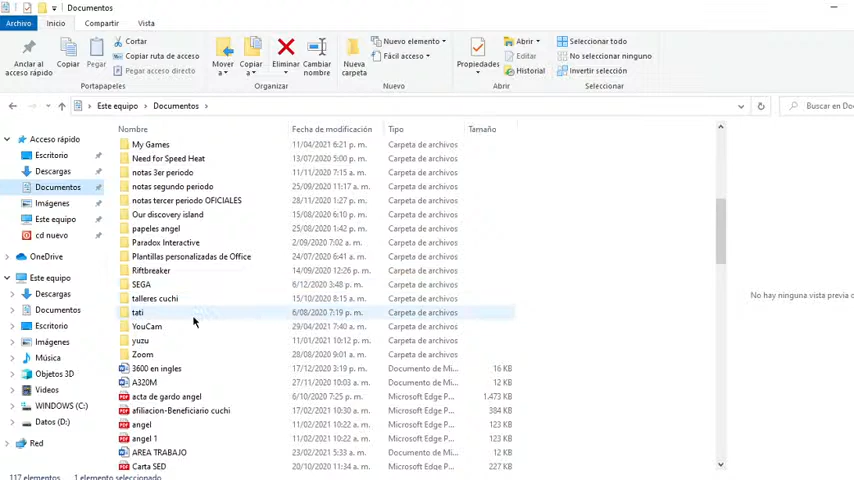 Documentos
Archivo Inicio Compartir Vista
Anclar al acceso rápido
Copiar
Pegar
Cortar
Copiar ruta de acceso
Pegar acceso directo
Portapapeles
Mover a
Copiar a
Eliminar
Cambiar nombre
Organizar
Nueva carpeta
Nuevo elemento
Fácil acceso
Nuevo
Propiedades
Abrir
Editar
Historial
Abrir
Seleccionar todo
No seleccionar ninguno
Invertir selección
Seleccionar
Este equipo > Documentos >
Buscar en Do
Acceso rápido
Escritorio
Descargas
Documentos
Imágenes
Este equipo
cd nuevo
OneDrive
Este equipo
Descargas
Documentos
Escritorio
Imágenes
Música
Objetos 3D
Videos
WINDOWS (C:)
Datos (D:)
Red
Nombre Fecha de modificación Tipo Tamaño
My Games 11/04/2021 6:21 p. m. Carpeta de archivos
Need for Speed Heat 13/07/2020 5:00 p. m. Carpeta de archivos
notas 3er periodo 11/11/2020 7:15 a. m. Carpeta de archivos
notas segundo periodo 25/09/2020 11:17 a. m. Carpeta de archivos
notas tercer periodo OFICIALES 28/11/2020 1:27 p. m. Carpeta de archivos
Our discovery island 15/08/2020 6:10 p. m. Carpeta de archivos
papeles angel 25/08/2020 1:42 p. m. Carpeta de archivos
Paradox Interactive 2/09/2020 7:02 a. m. Carpeta de archivos
Plantillas personalizadas de Office 24/07/2020 6:41 a. m. Carpeta de archivos
Riftbreaker 14/09/2020 12:26 p. m. Carpeta de archivos
SEGA 6/12/2020 3:48 p. m. Carpeta de archivos
talleres cuchi 15/10/2020 8:15 a. m. Carpeta de archivos
tati 6/08/2020 7:19 p. m. Carpeta de archivos
YouCam 29/04/2021 7:40 a. m. Carpeta de archivos
yuzu 11/01/2021 10:12 p. m. Carpeta de archivos
Zoom 28/08/2020 9:01 a. m. Carpeta de archivos
3600 en ingles 17/12/2020 3:19 p. m. Documento de Mi... 16 KB
A320M 27/11/2020 10:03 a. m. Documento de Mi... 12 KB
acta de gardo angel 6/10/2020 7:25 p. m. Microsoft Edge P... 1.473 KB
afiliacion-Beneficiario cuchi 17/02/2021 10:30 a. m. Microsoft Edge P... 384 KB
angel 11/02/2021 10:22 a. m. Microsoft Edge P... 123 KB
angel 1 11/02/2021 10:22 a. m. Microsoft Edge P... 123 KB
AREA TRABAJO 23/02/2021 5:33 a. m. Documento de Mi... 12 KB
Carta SED 20/10/2020 11:34 a. m. Microsoft Edge P... 227 KB
No hay ninguna vista previa d
117 elementos 1 elemento seleccionado